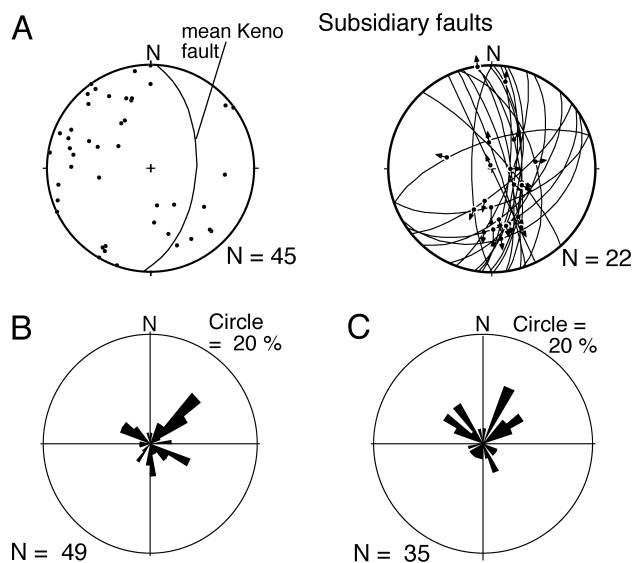 A
mean Keno
fault
Subsidiary faults
N
N
N = 45
N = 22
B
N
Circle
= 20 %
C
N
Circle =
20 %
N = 49
N = 35